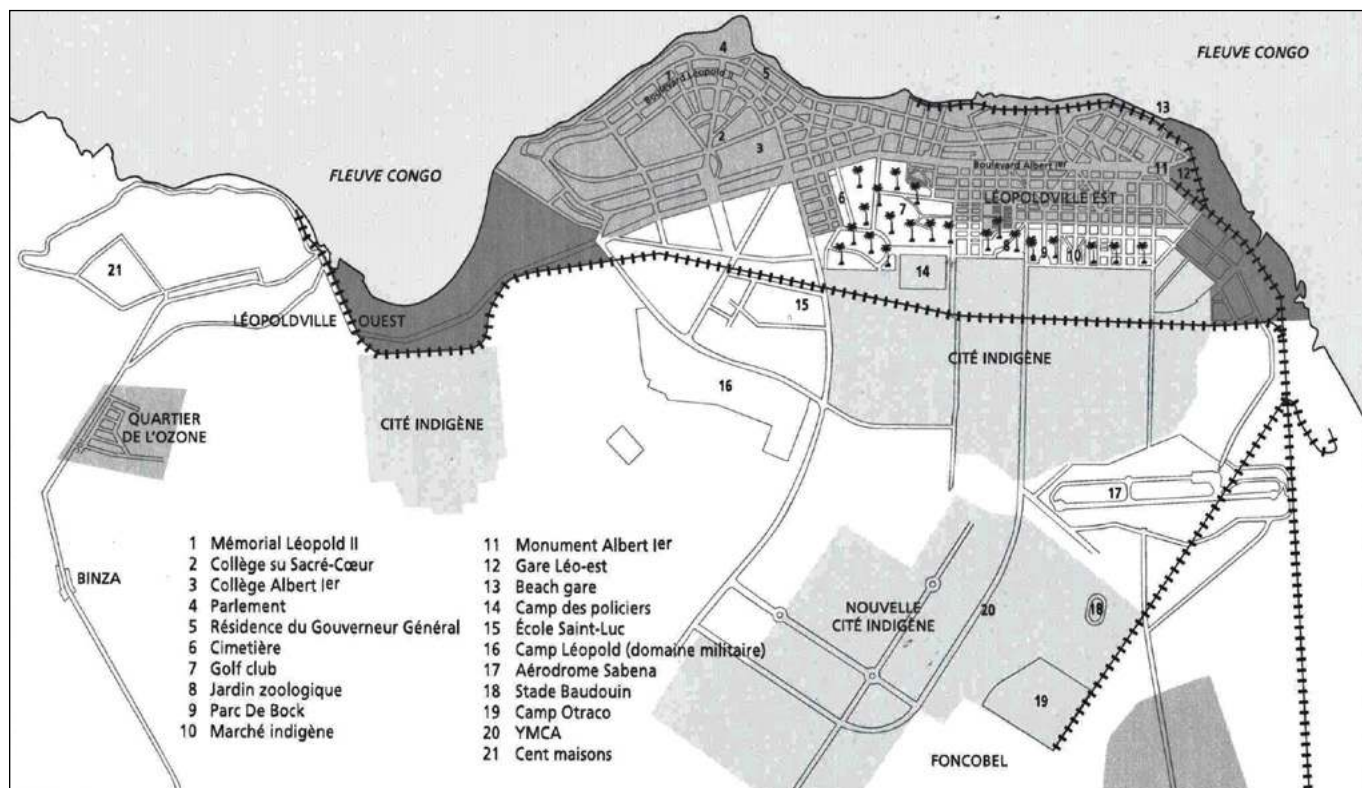 FLEUVE CONGO
FLEUVE CONGO
FLEUVE CONGO
4
1
Boulevard Léopold II
5
13
2
3
Boulevard Albert Ier
11
12
6
7
LÉOPOLDVILLE EST
8
9
10
14
21
15
LÉOPOLDVILLE OUEST
CITÉ INDIGÈNE
16
QUARTIER
DE L'OZONE
CITÉ INDIGÈNE
17
BINZA
NOUVELLE
CITÉ INDIGÈNE
20
18
19
FONCOBEL
1 Mémorial Léopold II
2 Collège su Sacré-Cœur
3 Collège Albert Ier
4 Parlement
5 Résidence du Gouverneur Général
6 Cimetière
7 Golf club
8 Jardin zoologique
9 Parc De Bock
10 Marché indigène
11 Monument Albert Ier
12 Gare Léo-est
13 Beach gare
14 Camp des policiers
15 École Saint-Luc
16 Camp Léopold (domaine militaire)
17 Aérodrome Sabena
18 Stade Baudouin
19 Camp Otraco
20 YMCA
21 Cent maisons